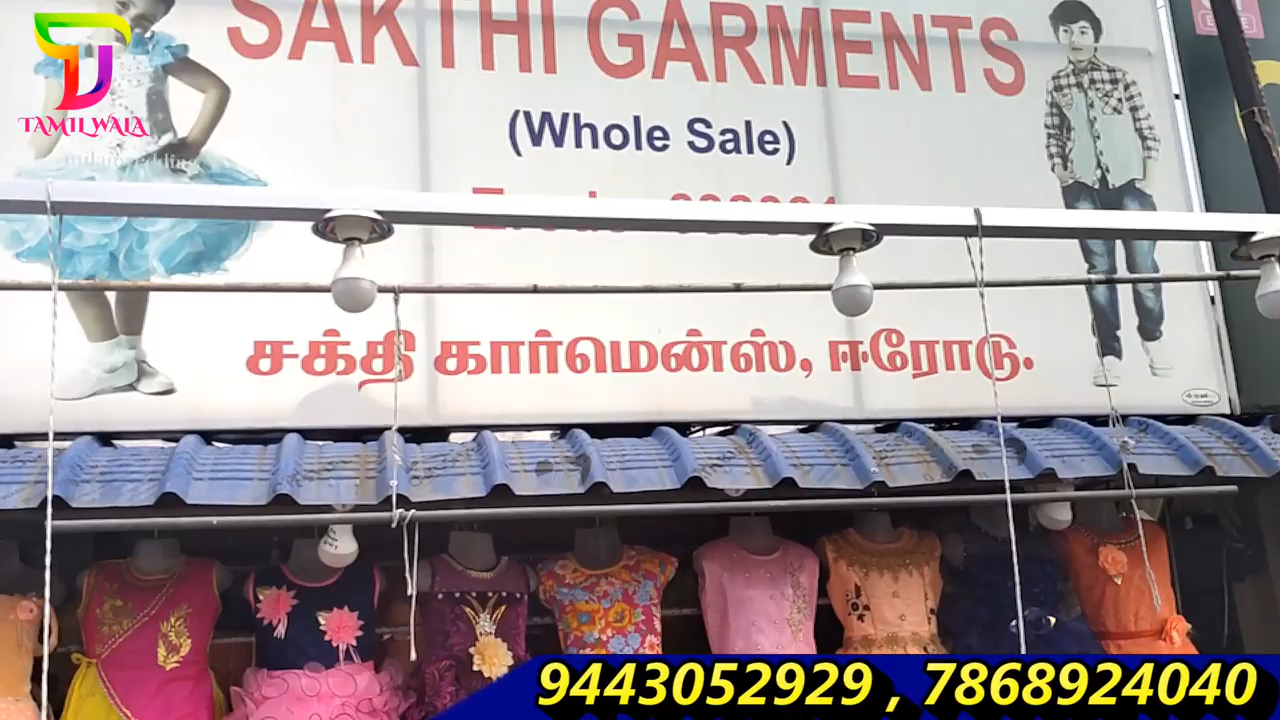 SAKTHI GARMENTS
TAMILWALA
(Whole Sale)
சக்தி கார்மென்ஸ், ஈரோடு.
9443052929 , 7868924040